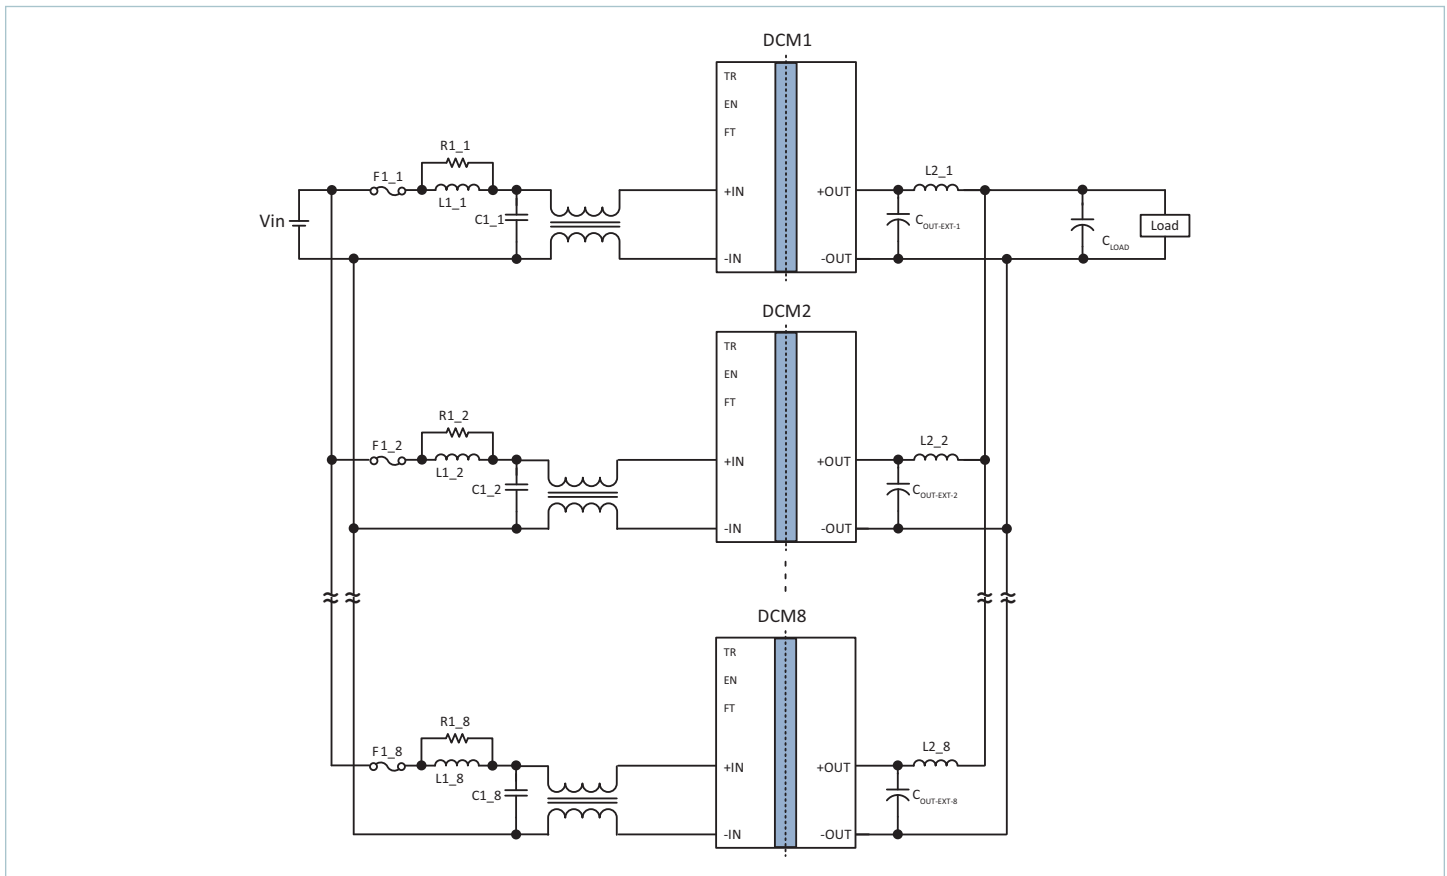 DCM1
TR
EN
FT
R1_1
F1_1
L1_1
C1_1
Vin
+IN
-IN
+OUT
-OUT
L2_1
COUT-EXT-1
CLOAD
Load
DCM2
TR
EN
FT
R1_2
F1_2
L1_2
C1_2
+IN
-IN
+OUT
-OUT
L2_2
COUT-EXT-2
DCM8
TR
EN
FT
R1_8
F1_8
L1_8
C1_8
+IN
-IN
+OUT
-OUT
L2_8
COUT-EXT-8